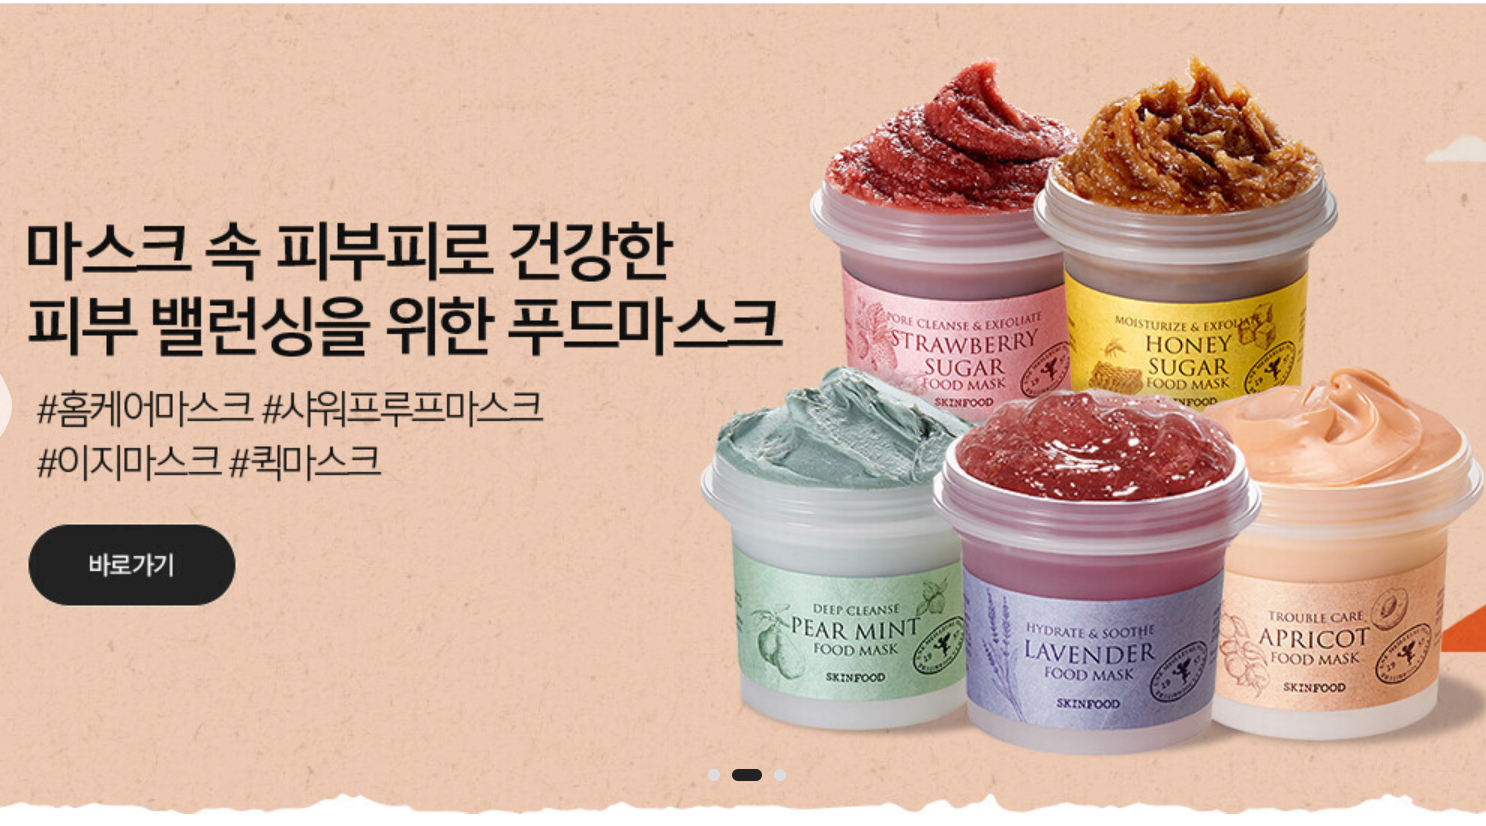 마스크 속 피부피로 건강한
피부 밸런싱을 위한 푸드마스크
#홈케어마스크 #샤워프루프마스크
#이지마스크 #퀵마스크
바로가기
PORE CLEANSE & EXFOLIATE
STRAWBERRY
SUGAR
FOOD MASK
SKINFOOD
MOISTURIZE & EXFOLIATE
HONEY
SUGAR
FOOD MASK
SKINFOOD
DEEP CLEANSE
PEAR MINT
FOOD MASK
SKINFOOD
HYDRATE & SOOTHE
LAVENDER
FOOD MASK
SKINFOOD
TROUBLE CARE
APRICOT
FOOD MASK
SKINFOOD